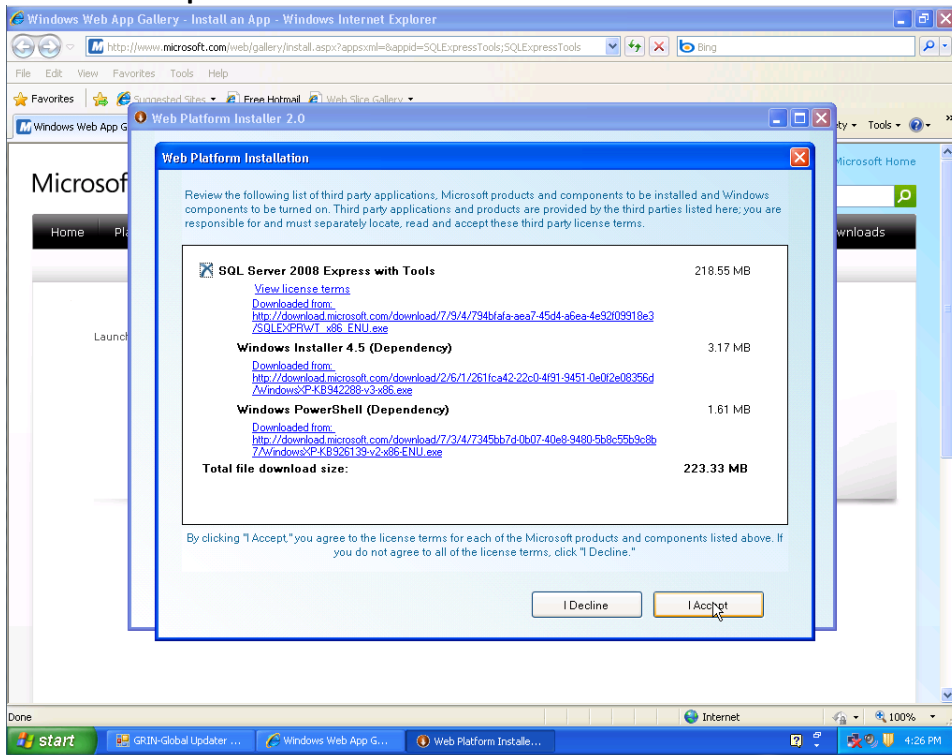 Windows Web App Gallery - Install an App - Windows Internet Explorer
http://www.microsoft.com/web/gallery/install.aspx?appsxml=&appid=SQLExpressTools;SQLExpressTools
Bing
File Edit View Favorites Tools Help
Favorites Suggested Sites Free Hotmail Web Slice Gallery
Windows Web App G
Web Platform Installer 2.0
ety Tools
Web Platform Installation
Microsoft Home
Microsof
Review the following list of third party applications, Microsoft products and components to be installed and Windows
components to be turned on. Third party applications and products are provided by the third parties listed here; you are
responsible for and must separately locate, read and accept these third party license terms.
Home Pl
wnloads
SQL Server 2008 Express with Tools 218.55 MB
View license terms
Downloaded from:
http://download.microsoft.com/download/7/9/4/794bfafa-aea7-45d4-a6ea-4e92f09918e3
/SQLEXPRWT_x86_ENU.exe
Launch
Windows Installer 4.5 (Dependency) 3.17 MB
Downloaded from:
http://download.microsoft.com/download/2/6/1/261fca42-22c0-4f91-9451-0e0f2e08356d
/WindowsXP-KB942288-v3-x86.exe
Windows PowerShell (Dependency) 1.61 MB
Downloaded from:
http://download.microsoft.com/download/7/3/4/7345bb7d-0b07-40e8-9480-5b8c55b9c8b
7/WindowsXP-KB926139-v2-x86-ENU.exe
Total file download size: 223.33 MB
By clicking "I Accept," you agree to the license terms for each of the Microsoft products and components listed above. If
you do not agree to all of the license terms, click "I Decline."
I Decline I Accept
Done Internet 100%
start GRIN-Global Updater ... Windows Web App G... Web Platform Installe... 4:26 PM